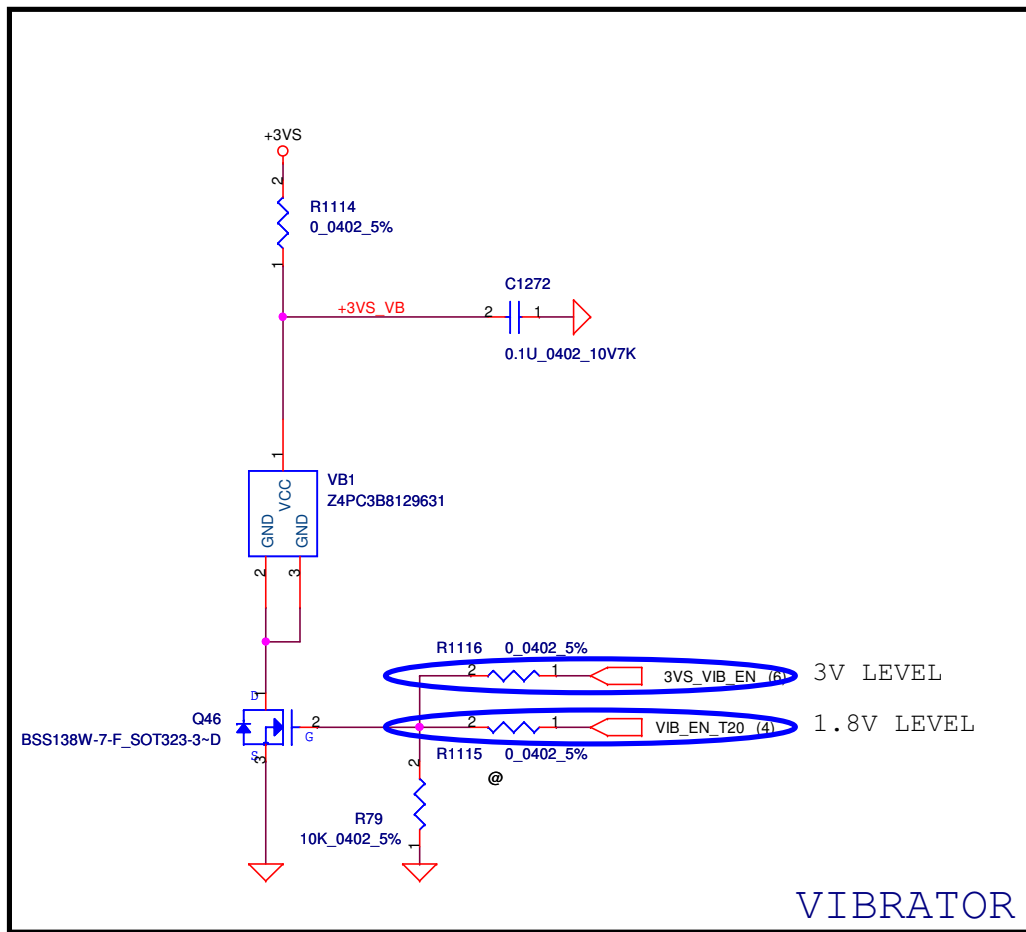 +3VS
2
R1114
0_0402_5%
1
C1272
+3VS_VB
2
1
0.1U_0402_10V7K
1
VB1
Z4PC3B8129631
VCC
GND
GND
2
3
R1116
0_0402_5%
2
1
3VS_VIB_EN (6)
3V LEVEL
1
D
Q46
BSS138W-7-F_SOT323-3~D
2
G
S
3
2
1
VIB_EN_T20 (4)
1.8V LEVEL
R1115
0_0402_5%
@
2
R79
10K_0402_5%
1
VIBRATOR